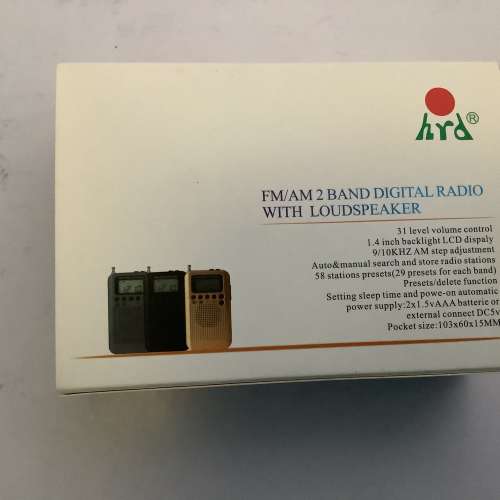 hrd®
FM/AM 2 BAND DIGITAL RADIO
WITH LOUDSPEAKER
31 level volume control
1.4 inch backlight LCD dispaly
9/10KHZ AM step adjustment
Auto&manual search and store radio stations
58 stations presets(29 presets for each band)
Presets/delete function
Setting sleep time and powe-on automatic
power supply:2x1.5vAAA batterie or
external connect DC5v
Pocket size:103x60x15MM